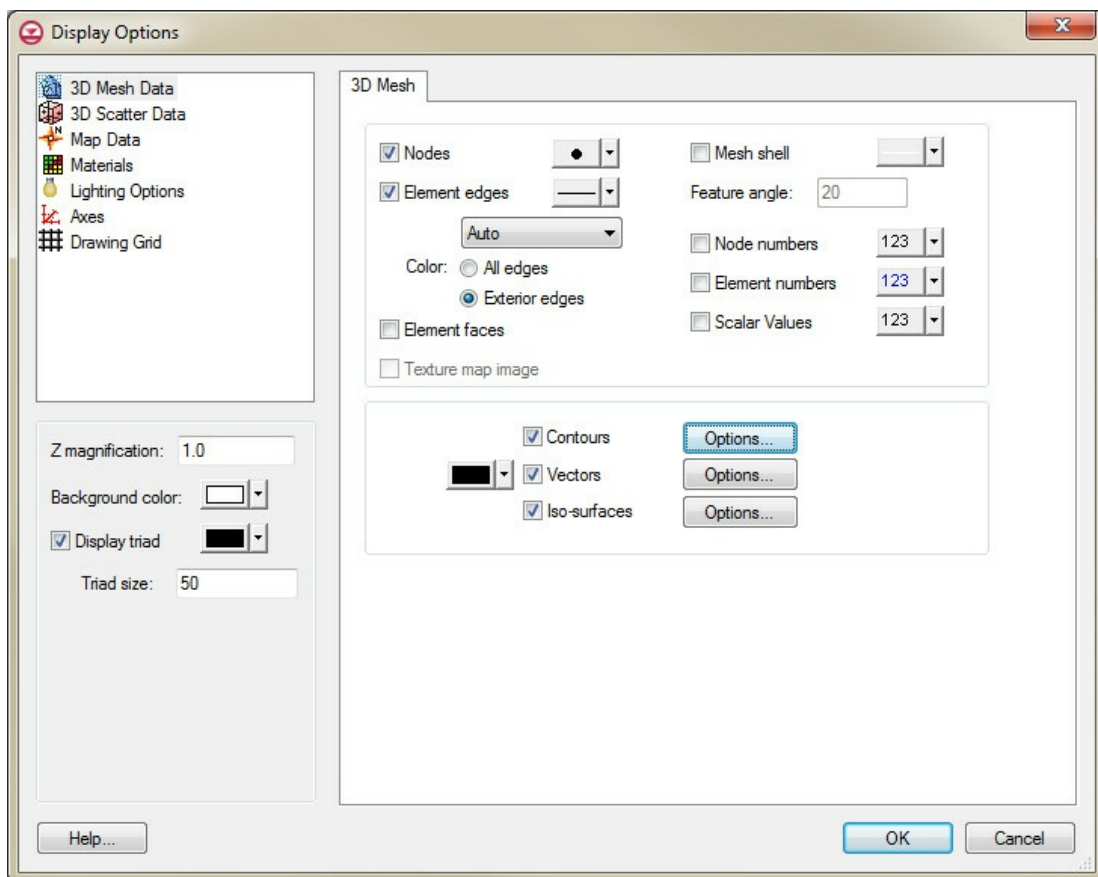 Display Options
3D Mesh Data
3D Scatter Data
Map Data
Materials
Lighting Options
Axes
Drawing Grid
Z magnification: 1.0
Background color:
Display triad
Triad size: 50
3D Mesh
Nodes
Element edges
Auto
Color: All edges
Exterior edges
Element faces
Texture map image
Mesh shell
Feature angle: 20
Node numbers 123
Element numbers 123
Scalar Values 123
Contours Options...
Vectors Options...
Iso-surfaces Options...
Help...
OK Cancel